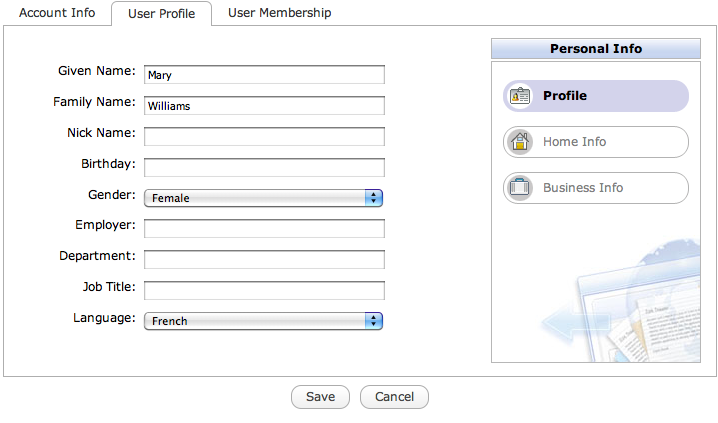 Account Info
User Profile
User Membership
Given Name: Mary
Family Name: Williams
Nick Name:
Birthday:
Gender: Female
Employer:
Department:
Job Title:
Language: French
Personal Info
Profile
Home Info
Business Info
Save
Cancel